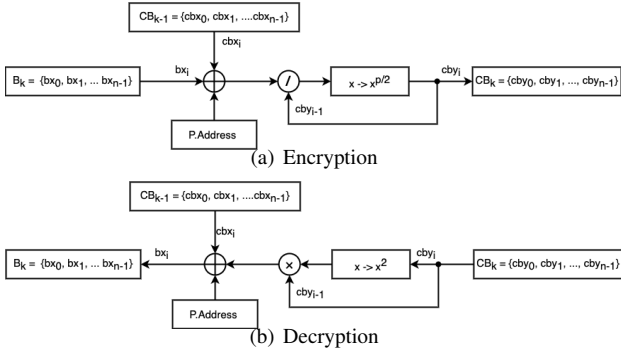 CB_{k-1} = {cbx_0, cbx_1, ....cbx_{n-1}}
cbx_i
B_k = {bx_0, bx_1, ... bx_{n-1}}
bx_i
/
x -> x^{p/2}
cby_i
CB_k = {cby_0, cby_1, ..., cby_{n-1}}
cby_{i-1}
P.Address
(a) Encryption
CB_{k-1} = {cbx_0, cbx_1, ....cbx_{n-1}}
cbx_i
B_k = {bx_0, bx_1, ... bx_{n-1}}
bx_i
×
x -> x^2
cby_i
CB_k = {cby_0, cby_1, ..., cby_{n-1}}
cby_{i-1}
P.Address
(b) Decryption